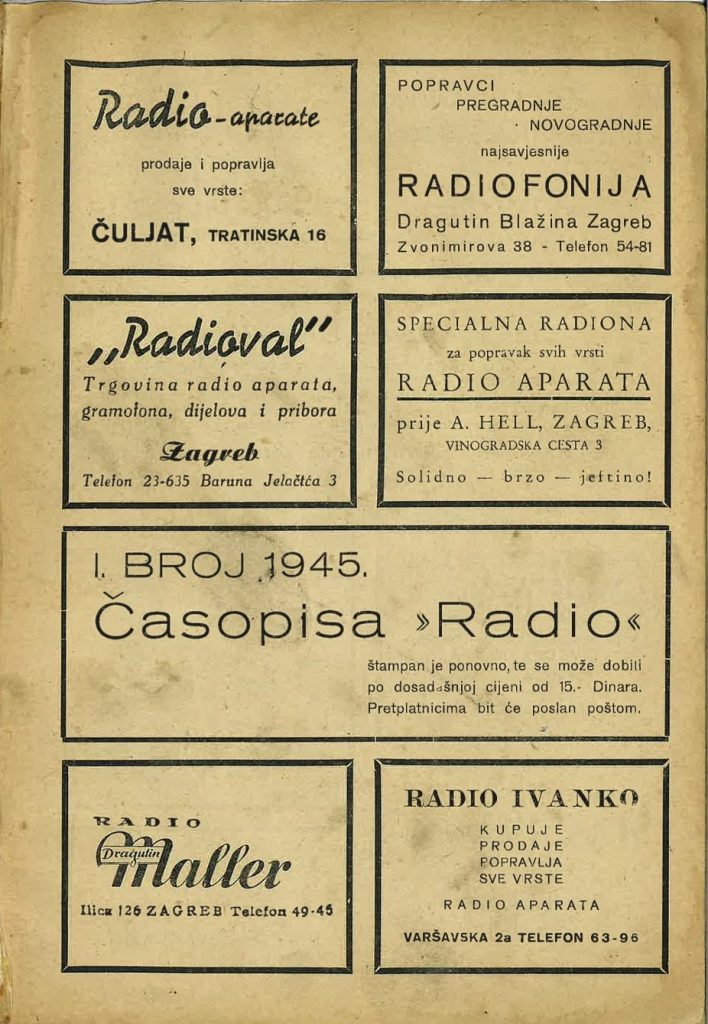 Radio-aparate
prodaje i popravlja
sve vrste:
ČULJAT, TRATINSKA 16
POPRAVCI
PREGRADNJE
NOVOGRADNJE
najsavjesnije
RADIOFONIJA
Dragutin Blažina Zagreb
Zvonimirova 38 - Telefon 54-81
„Radioval"
Trgovina radio aparata,
gramofona, dijelova i pribora
Zagreb
Telefon 23-635 Baruna Jelačića 3
SPECIALNA RADIONA
za popravak svih vrsti
RADIO APARATA
prije A. HELL, ZAGREB,
VINOGRADSKA CESTA 3
Solidno — brzo — jeftino!
I. BROJ 1945.
Časopisa »Radio«
štampan je ponovno, te se može dobiti
po dosadašnjoj cijeni od 15.- Dinara.
Pretplatnicima bit će poslan poštom.
RADIO
Dragutin
Maller
Ilica 126 ZAGREB Telefon 49-45
RADIO IVANKO
KUPUJE
PRODAJE
POPRAVLJA
SVE VRSTE
RADIO APARATA
VARŠAVSKA 2a TELEFON 63-96